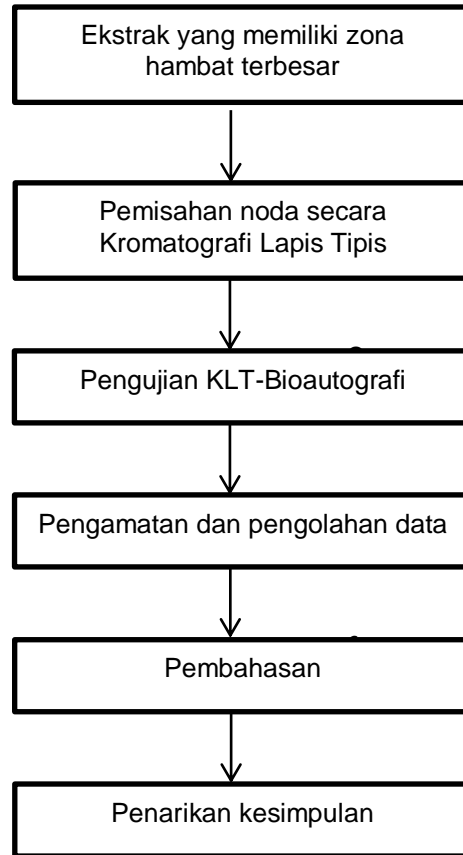 Ekstrak yang memiliki zona
hambat terbesar
Pemisahan noda secara
Kromatografi Lapis Tipis
Pengujian KLT-Bioautografi
Pengamatan dan pengolahan data
Pembahasan
Penarikan kesimpulan